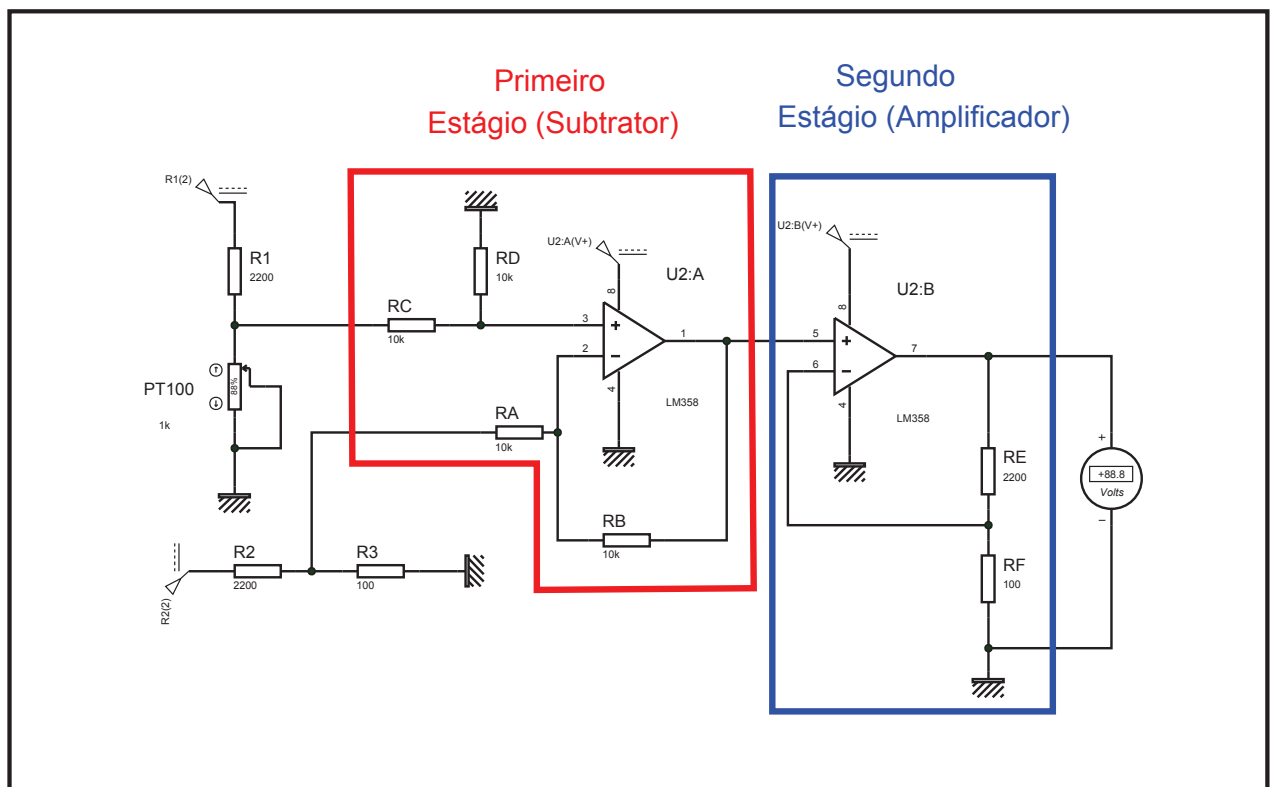 Primeiro
Estágio (Subtrator)
Segundo
Estágio (Amplificador)
R1(2)
R1
2200
RD
10k
U2:A(V+)
U2:A
8
3
2
1
4
LM358
RC
10k
PT100
88%
1k
RA
10k
RB
10k
R2
2200
R3
100
R2(2)
U2:B(V+)
U2:B
8
5
6
7
4
LM358
RE
2200
RF
100
+88.8
Volts